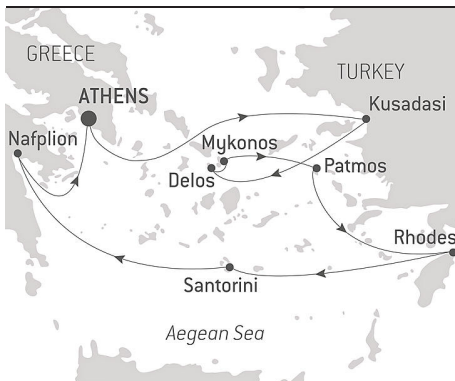 GREECE
TURKEY
ATHENS
Kusadasi
Nafplion
Mykonos
Delos
Patmos
Rhodes
Santorini
Aegean Sea